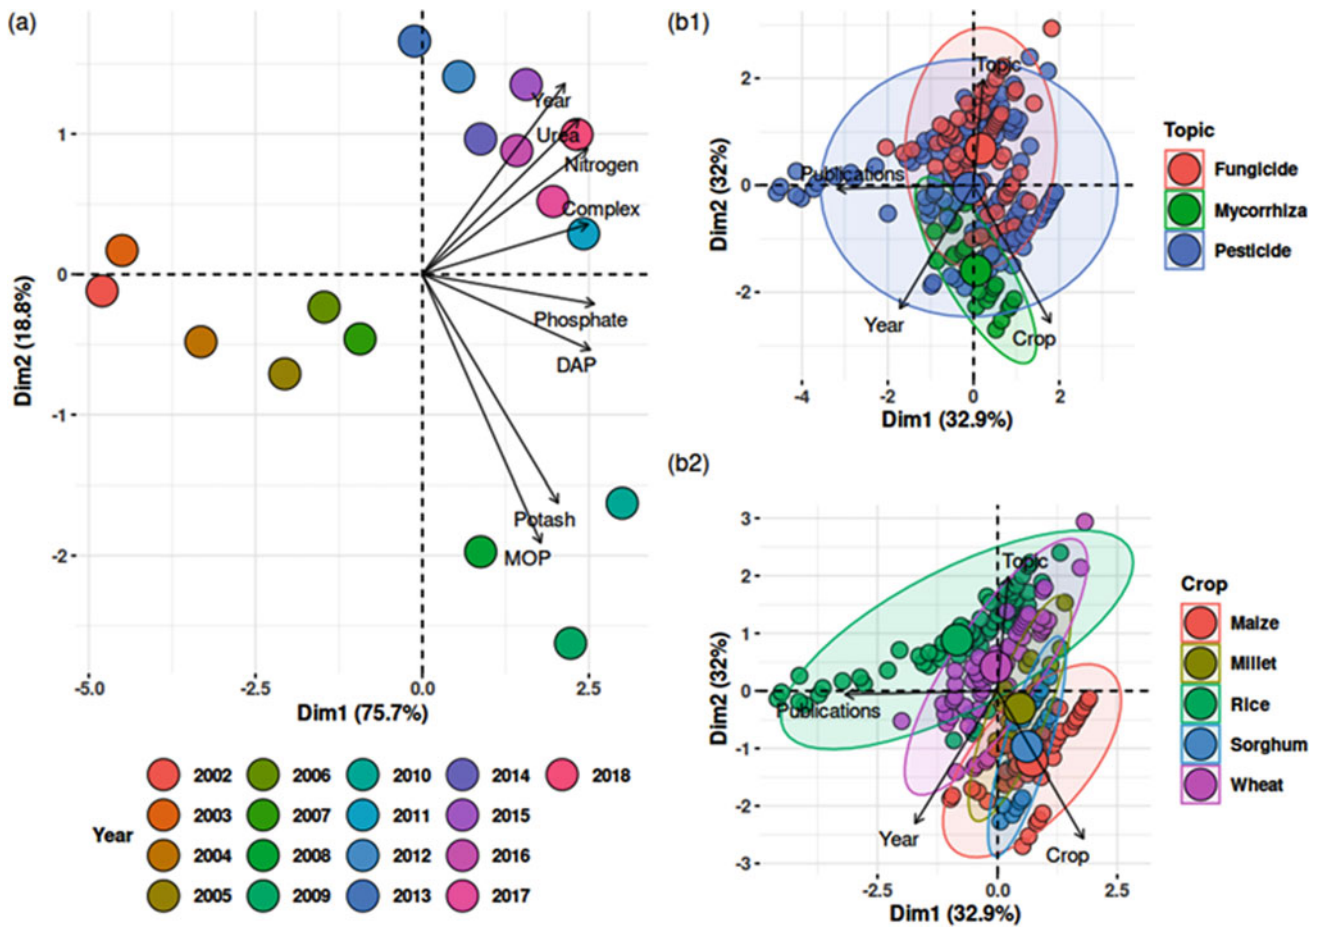 (a)
Dim2 (18.8%)
1
0
-1
-2
Year
Urea
Nitrogen
Complex
Phosphate
DAP
Potash
MOP
-5.0 -2.5 0.0 2.5
Dim1 (75.7%)
Year
2002 2006 2010 2014 2018
2003 2007 2011 2015
2004 2008 2012 2016
2005 2009 2013 2017
(b1)
Dim2 (32%)
2
0
-2
Topic
Publications
Year
Crop
-4 -2 0 2
Dim1 (32.9%)
Topic
Fungicide
Mycorrhiza
Pesticide
(b2)
Dim2 (32%)
3
2
1
0
-1
-2
-3
Topic
Publications
Year
Crop
-2.5 0.0 2.5
Dim1 (32.9%)
Crop
Maize
Millet
Rice
Sorghum
Wheat